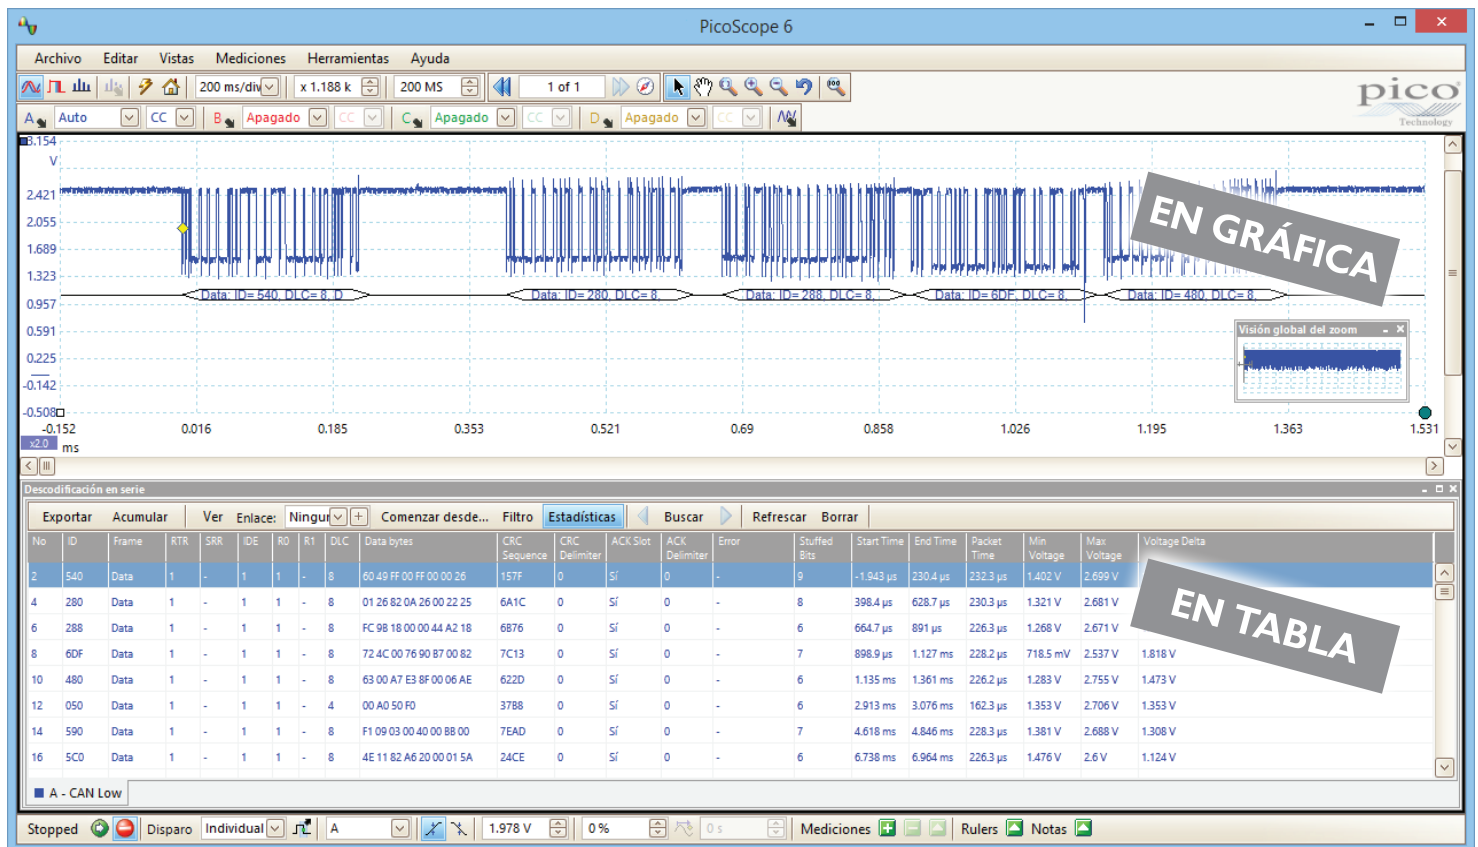 PicoScope 6
Archivo Editar Vistas Mediciones Herramientas Ayuda
200 ms/div x 1.188 k 200 MS 1 of 1
pico
Technology
A Auto CC B Apagado CC C Apagado CC D Apagado CC
3.154
V
2.421
2.055
1.689
1.323
0.957
0.591
0.225
-0.142
-0.508
EN GRÁFICA
Data: ID= 540, DLC= 8, D
Data: ID= 280, DLC= 8,
Data: ID= 288, DLC= 8,
Data: ID= 6DF, DLC= 8,
Data: ID= 480, DLC= 8,
Visión global del zoom
-0.152 0.016 0.185 0.353 0.521 0.69 0.858 1.026 1.195 1.363 1.531
x2.0 ms
Descodificación en serie
Exportar Acumular Ver Enlace: Ningur Comenzar desde... Filtro Estadísticas Buscar Refrescar Borrar
No ID Frame RTR SRR IDE R0 R1 DLC Data bytes CRC Sequence CRC Delimiter ACK Slot ACK Delimiter Error Stuffed Bits Start Time End Time Packet Time Min Voltage Max Voltage Voltage Delta
2 540 Data 1 - 1 1 - 8 60 49 FF 00 FF 00 00 26 157F 0 Sí 0 - 9 -1.943 µs 230.4 µs 232.3 µs 1.402 V 2.699 V
4 280 Data 1 - 1 1 - 8 01 26 82 0A 26 00 22 25 6A1C 0 Sí 0 - 8 398.4 µs 628.7 µs 230.3 µs 1.321 V 2.681 V
6 288 Data 1 - 1 1 - 8 FC 9B 18 00 00 44 A2 18 6B76 0 Sí 0 - 6 664.7 µs 891 µs 226.3 µs 1.268 V 2.671 V
8 6DF Data 1 - 1 1 - 8 72 4C 00 76 90 B7 00 82 7C13 0 Sí 0 - 7 898.9 µs 1.127 ms 228.2 µs 718.5 mV 2.537 V 1.818 V
10 480 Data 1 - 1 1 - 8 63 00 A7 E3 8F 00 06 AE 622D 0 Sí 0 - 6 1.135 ms 1.361 ms 226.2 µs 1.283 V 2.755 V 1.473 V
12 050 Data 1 - 1 1 - 4 00 A0 50 F0 37B8 0 Sí 0 - 6 2.913 ms 3.076 ms 162.3 µs 1.353 V 2.706 V 1.353 V
14 590 Data 1 - 1 1 - 8 F1 09 03 00 40 00 BB 00 7EAD 0 Sí 0 - 7 4.618 ms 4.846 ms 228.3 µs 1.381 V 2.688 V 1.308 V
16 5C0 Data 1 - 1 1 - 8 4E 11 82 A6 20 00 01 5A 24CE 0 Sí 0 - 6 6.738 ms 6.964 ms 226.3 µs 1.476 V 2.6 V 1.124 V
EN TABLA
A - CAN Low
Stopped Disparo Individual A 1.978 V 0 % 0 s Mediciones Rulers Notas